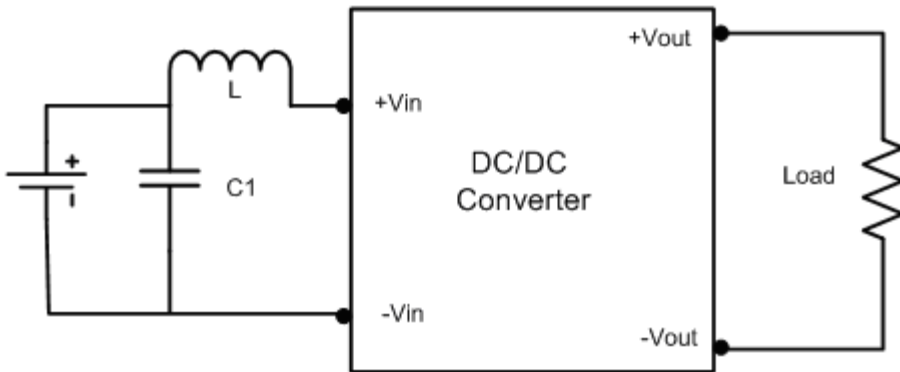 +Vout
L
+Vin
DC/DC
Converter
Load
C1
-Vin
-Vout
+
-